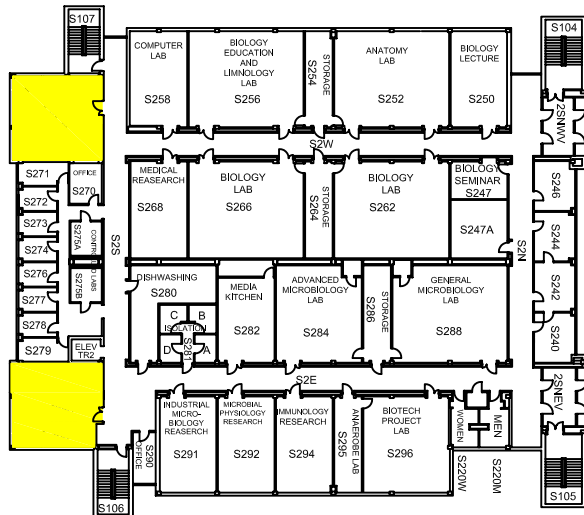 S107
S104
COMPUTER
LAB
S258
BIOLOGY
EDUCATION
AND
LIMNOLOGY
LAB
S256
STORAGE
S254
ANATOMY
LAB
S252
BIOLOGY
LECTURE
S250
2SNWV
S2W
S271
OFFICE
S270
S272
S273
S274
S275A
CONTROLLED LABS
S275B
S276
S277
S278
S279
ELEV
TR2
S2S
MEDICAL
REASEARCH
S268
BIOLOGY
LAB
S266
STORAGE
S264
BIOLOGY
LAB
S262
BIOLOGY
SEMINAR
S247
S247A
S2N
S246
S244
S242
S240
DISHWASHING
S280
C
B
ISOLATION
D
A
S281
MEDIA
KITCHEN
S282
ADVANCED
MICROBIOLOGY
LAB
S284
STORAGE
S286
GENERAL
MICROBIOLOGY
LAB
S288
S2E
2SNEV
OFFICE
S290
INDUSTRIAL
MICRO-
BIOLOGY
REASERCH
S291
MICROBIAL
PHYSIOLOGY
RESEARCH
S292
IMMUNOLOGY
RESEARCH
S294
ANAEROBE LAB
S295
BIOTECH
PROJECT
LAB
S296
WOMEN
MEN
S220W
S220M
S106
S105